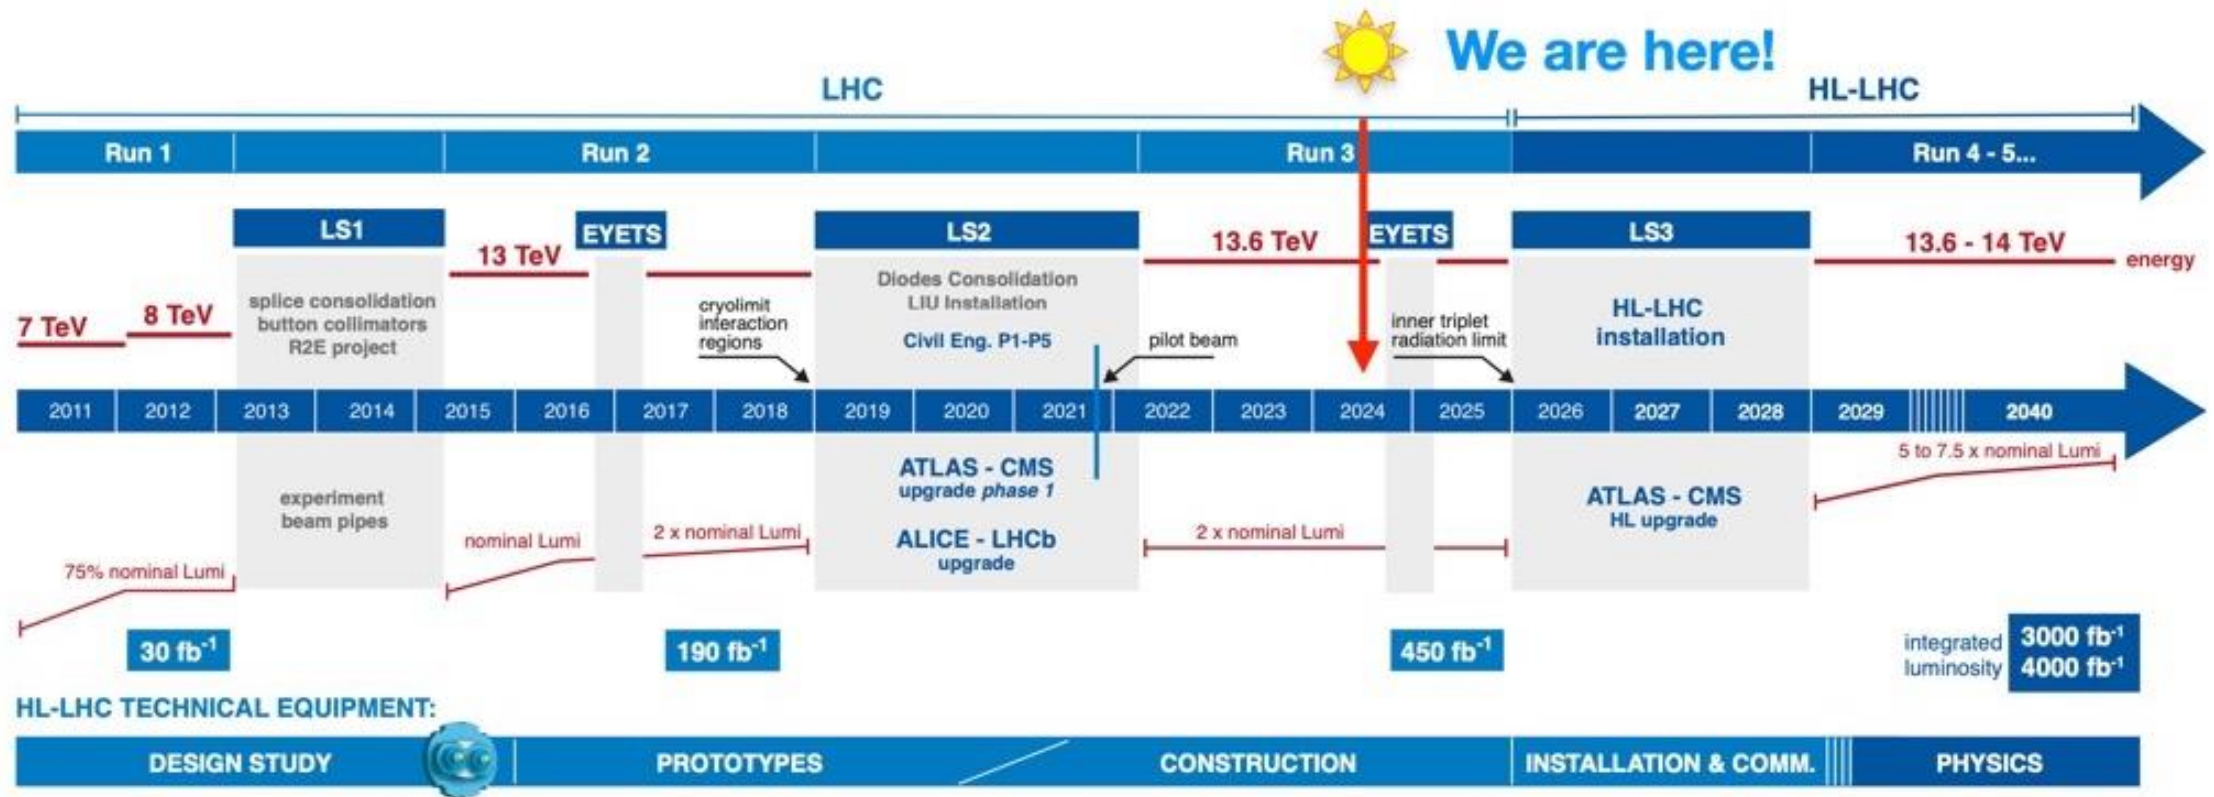 We are here!
LHC
HL-LHC
Run 1
Run 2
Run 3
Run 4 - 5...
LS1
EYETS
LS2
EYETS
LS3
13 TeV
13.6 TeV
13.6 - 14 TeV
energy
7 TeV
8 TeV
splice consolidation
button collimators
R2E project
cryolimit
interaction
regions
Diodes Consolidation
LIU Installation
Civil Eng. P1-P5
pilot beam
inner triplet
radiation limit
HL-LHC
installation
2011
2012
2013
2014
2015
2016
2017
2018
2019
2020
2021
2022
2023
2024
2025
2026
2027
2028
2029
2040
experiment
beam pipes
ATLAS - CMS
upgrade phase 1
ALICE - LHCb
upgrade
ATLAS - CMS
HL upgrade
5 to 7.5 x nominal Lumi
75% nominal Lumi
nominal Lumi
2 x nominal Lumi
2 x nominal Lumi
30 fb⁻¹
190 fb⁻¹
450 fb⁻¹
integrated
luminosity
3000 fb⁻¹
4000 fb⁻¹
HL-LHC TECHNICAL EQUIPMENT:
DESIGN STUDY
PROTOTYPES
CONSTRUCTION
INSTALLATION & COMM.
PHYSICS